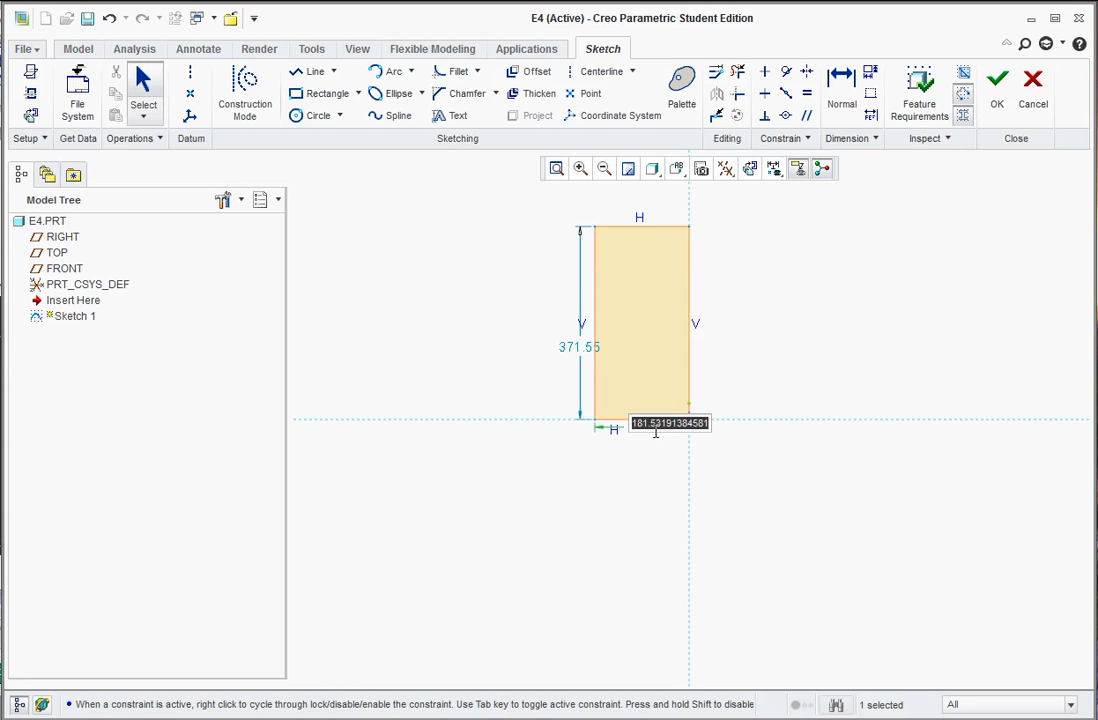 E4 (Active) - Creo Parametric Student Edition
File Model Analysis Annotate Render Tools View Flexible Modeling Applications Sketch
Line Arc Fillet Offset Centerline
Rectangle Ellipse Chamfer Thicken Point
Circle Spline Text Project Coordinate System
File System
Select
Construction Mode
Palette
Normal
Feature Requirements
OK
Cancel
Setup Get Data Operations Datum Sketching Editing Constrain Dimension Inspect Close
Model Tree
E4.PRT
RIGHT
TOP
FRONT
PRT_CSYS_DEF
Insert Here
Sketch 1
H
V
V
371.55
181.53191384581
H
When a constraint is active, right click to cycle through lock/disable/enable the constraint. Use Tab key to toggle active constraint. Press and hold Shift to disable
1 selected
All